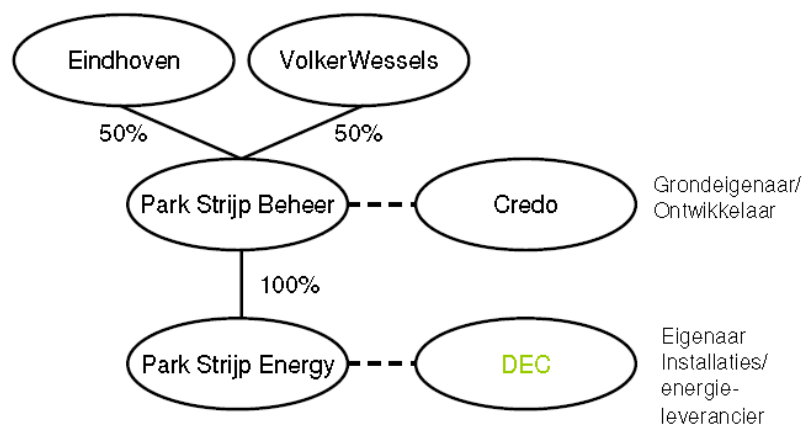 Eindhoven
VolkerWessels
50%
50%
Park Strijp Beheer
Credo
Grondeigenaar/
Ontwikkelaar
100%
Park Strijp Energy
DEC
Eigenaar
Installaties/
energie-
leverancier